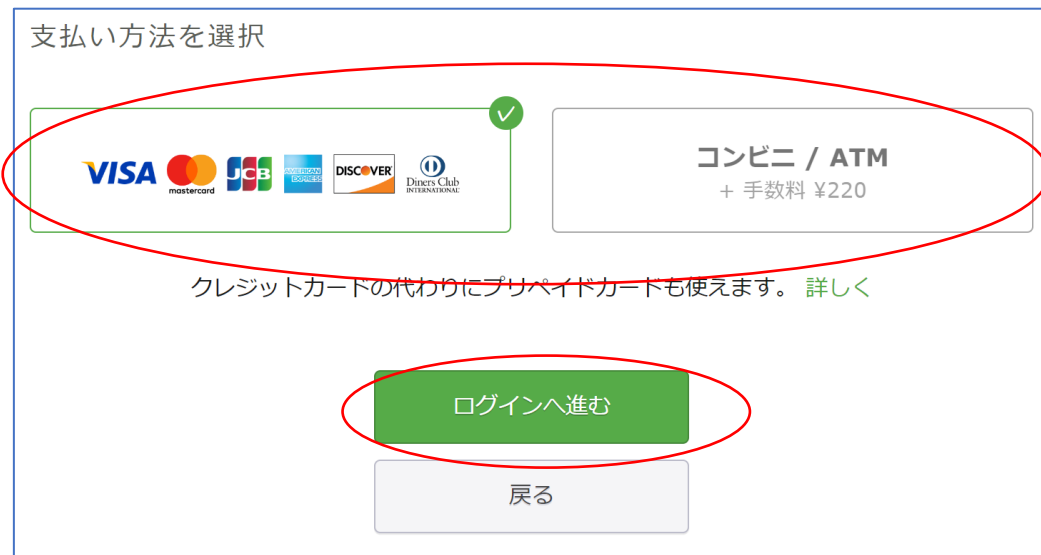 支払い方法を選択
VISA mastercard JCB AMERICAN EXPRESS DISCOVER Diners Club INTERNATIONAL
コンビニ / ATM
+ 手数料 ¥220
クレジットカードの代わりにプリペイドカードも使えます。 詳しく
ログインへ進む
戻る